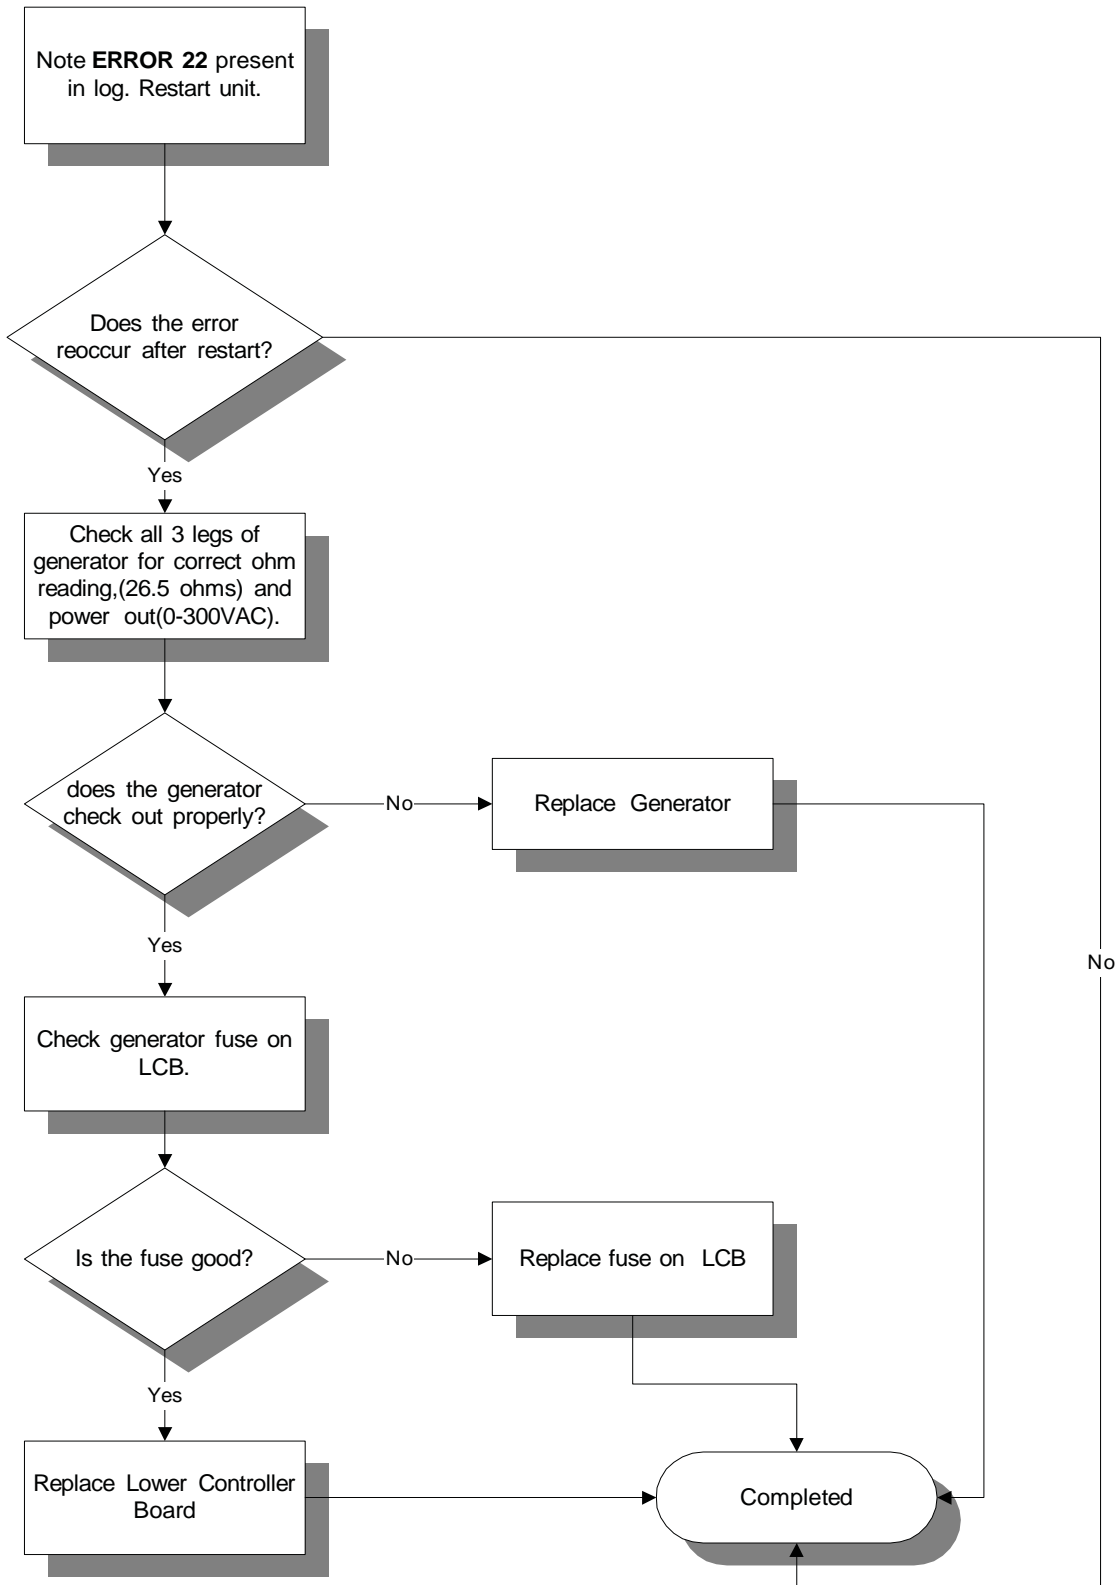 Note ERROR 22 present
in log. Restart unit.
Does the error
reoccur after restart?
Yes
Check all 3 legs of
generator for correct ohm
reading,(26.5 ohms) and
power out(0-300VAC).
does the generator
check out properly?
No
Replace Generator
Yes
No
Check generator fuse on
LCB.
Is the fuse good?
No
Replace fuse on LCB
Yes
Replace Lower Controller
Board
Completed